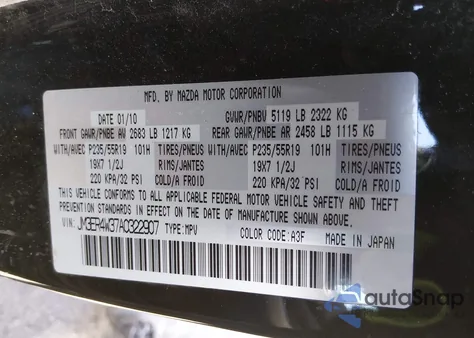 MFD. BY MAZDA MOTOR CORPORATION
DATE 01/10 GVWR/PNBV 5119 LB 2322 KG
FRONT GAWR/PNBE AV 2683 LB 1217 KG REAR GAWR/PNBE AR 2458 LB 1115 KG
WITH/AVEC P235/55R19 101H TIRES/PNEUS WITH/AVEC P235/55R19 101H TIRES/PNEUS
19X7 1/2J RIMS/JANTES 19X7 1/2J RIMS/JANTES
220 KPA/32 PSI COLD/A FROID 220 KPA/32 PSI COLD/A FROID
THIS VEHICLE CONFORMS TO ALL APPLICABLE FEDERAL MOTOR VEHICLE SAFETY AND THEFT
PREVENTION STANDARDS IN EFFECT ON THE DATE OF MANUFACTURE SHOWN ABOVE.
JM3ER4W37A0322907 TYPE:MPV COLOR CODE:A3F MADE IN JAPAN
autoSnap